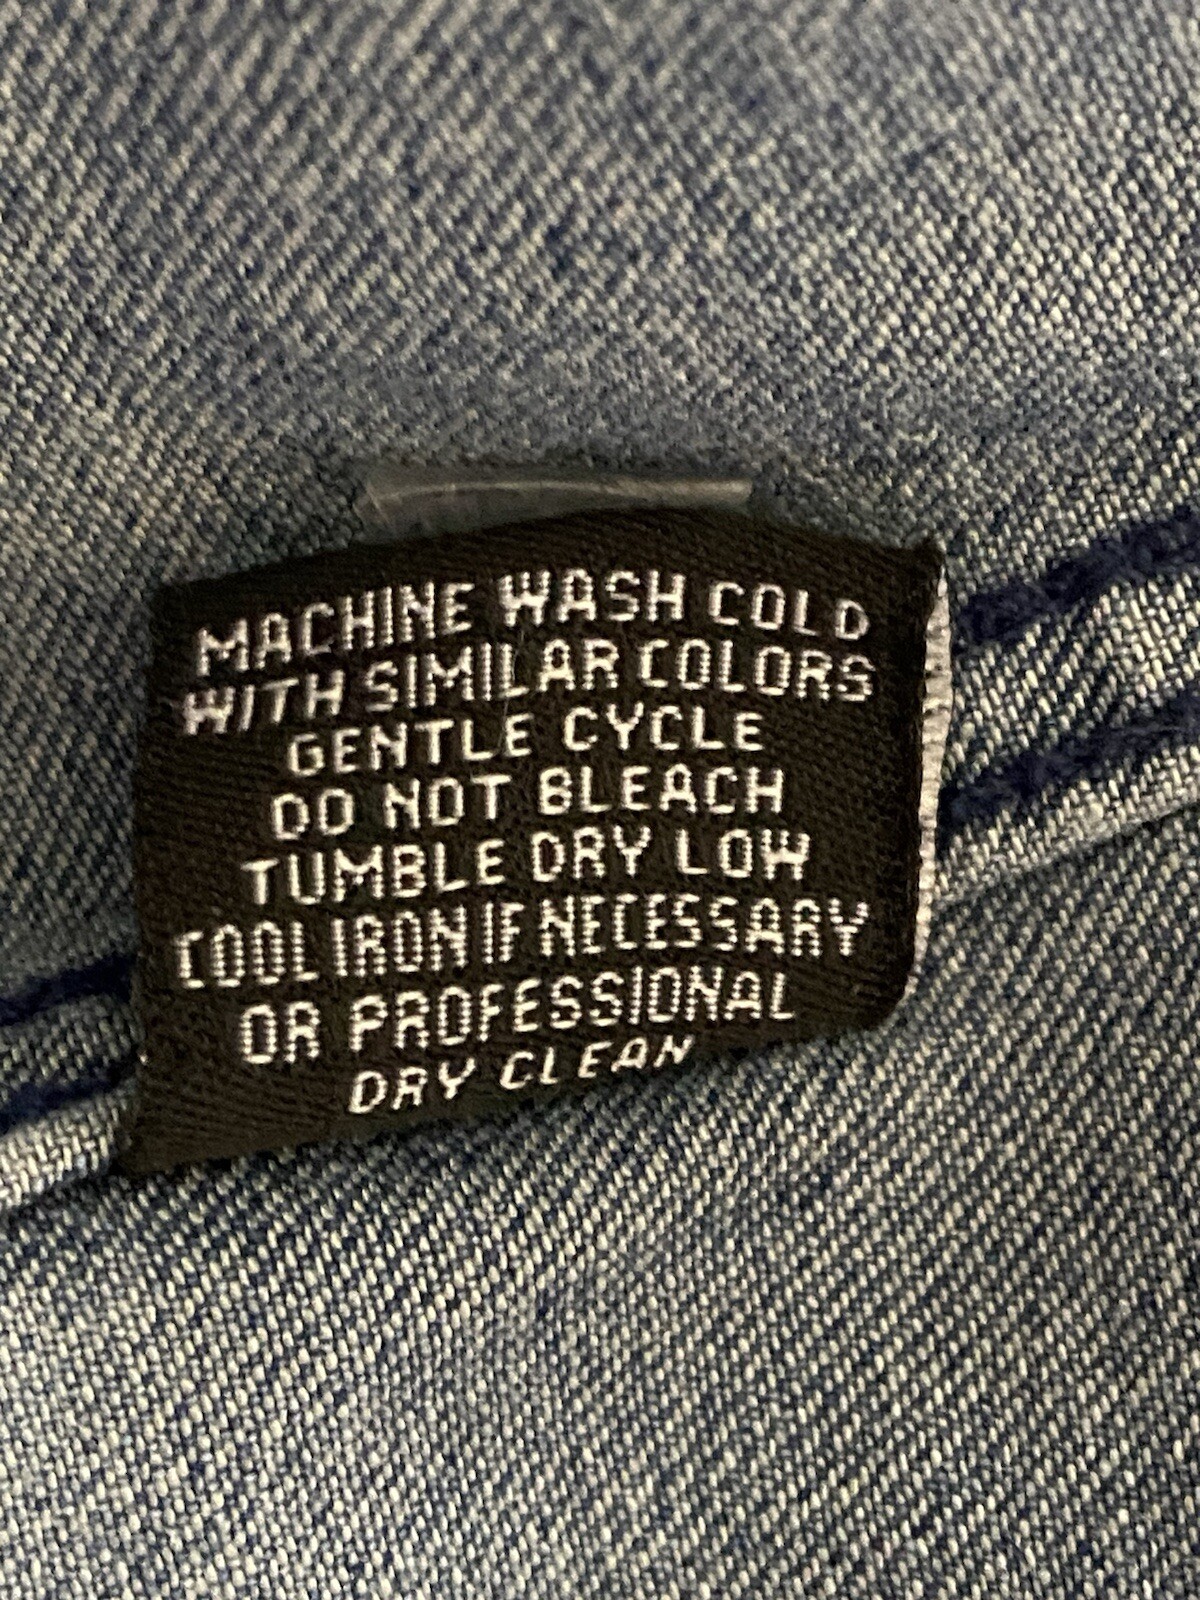 MACHINE WASH COLD
WITH SIMILAR COLORS
GENTLE CYCLE
DO NOT BLEACH
TUMBLE DRY LOW
COOL IRON IF NECESSARY
OR PROFESSIONAL
DRY CLEAN